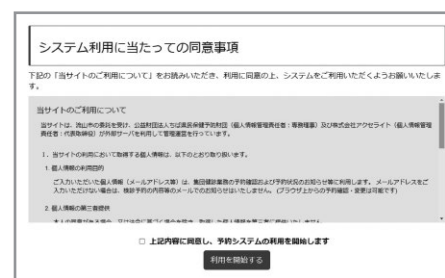 システム利用に当たっての同意事項
下記の「当サイトのご利用について」をお読みいただき、利用に同意の上、システムをご利用いただくようお願いいたしま
す。
当サイトのご利用について
当サイトは、流山市の委託を受け、公益財団法人ちば県民保健予防財団（個人情報管理責任者：専務理事）及び株式会社アクセライト（個人情報管理
責任者：代表取締役）が外部サービスを利用して管理運営を行っています。
1．当サイトの利用において取得する個人情報は、以下のとおり取り扱います。
1. 個人情報の利用目的
ご入力いただいた個人情報（メールアドレス等）は、集団健診業務の予約確認および予約状況のお知らせ等に利用します。 メールアドレスをご
入力いただけない場合は、検診予約の内容等のメールでのお知らせはいたしません。（ブラウザ上からの予約確認・変更は可能です）
2. 個人情報の第三者提供
上記内容に同意し、予約システムの利用を開始します
利用を開始する